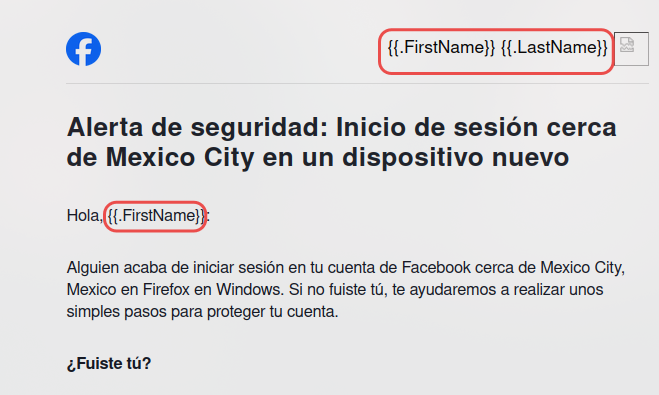 {{.FirstName}} {{.LastName}}
Alerta de seguridad: Inicio de sesión cerca
de Mexico City en un dispositivo nuevo
Hola, {{.FirstName}}:
Alguien acaba de iniciar sesión en tu cuenta de Facebook cerca de Mexico City,
Mexico en Firefox en Windows. Si no fuiste tú, te ayudaremos a realizar unos
simples pasos para proteger tu cuenta.
¿Fuiste tú?